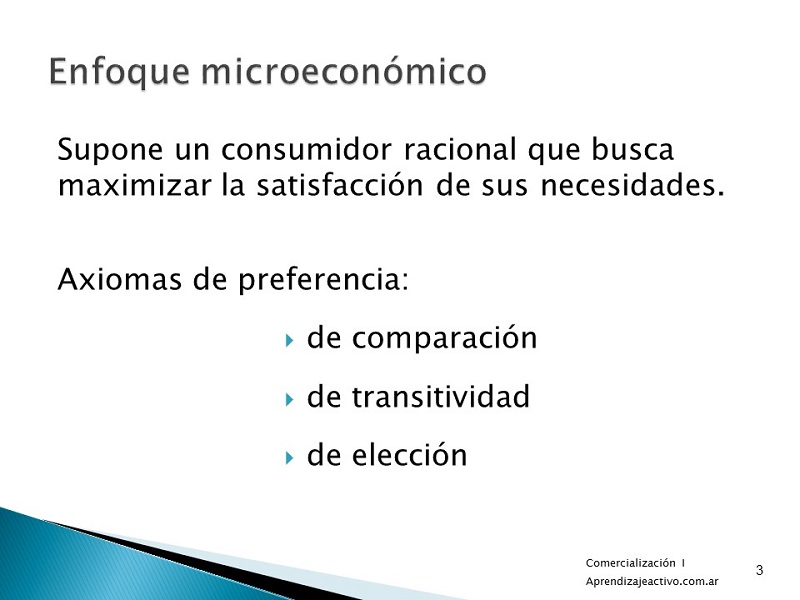 Enfoque microeconómico
Supone un consumidor racional que busca
maximizar la satisfacción de sus necesidades.
Axiomas de preferencia:
de comparación
de transitividad
de elección
Comercialización I
Aprendizajeactivo.com.ar
3